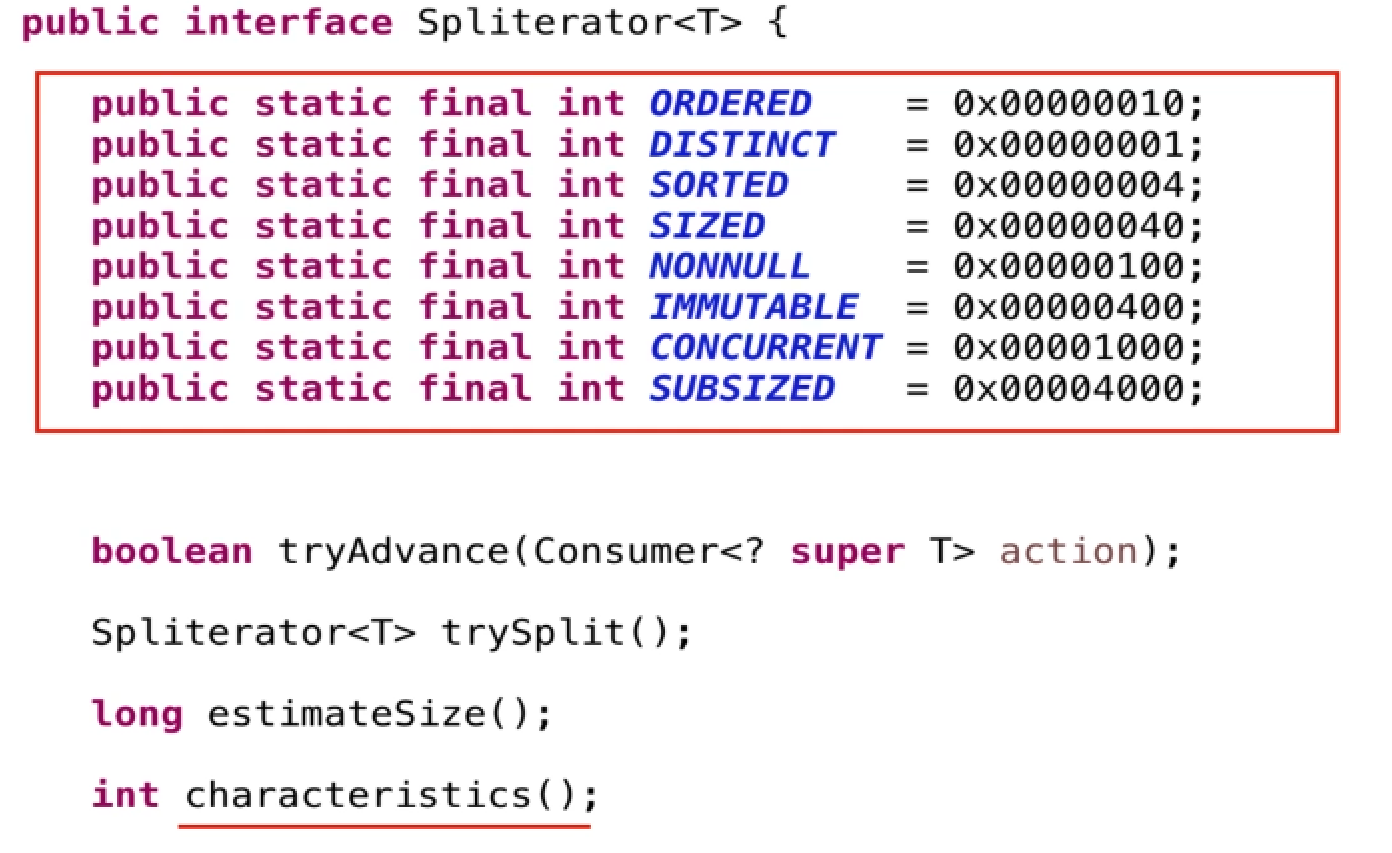 public interface Spliterator<T> {
public static final int ORDERED = 0x00000010;
public static final int DISTINCT = 0x00000001;
public static final int SORTED = 0x00000004;
public static final int SIZED = 0x00000040;
public static final int NONNULL = 0x00000100;
public static final int IMMUTABLE = 0x00000400;
public static final int CONCURRENT = 0x00001000;
public static final int SUBSIZED = 0x00004000;
boolean tryAdvance(Consumer<? super T> action);
Spliterator<T> trySplit();
long estimateSize();
int characteristics();